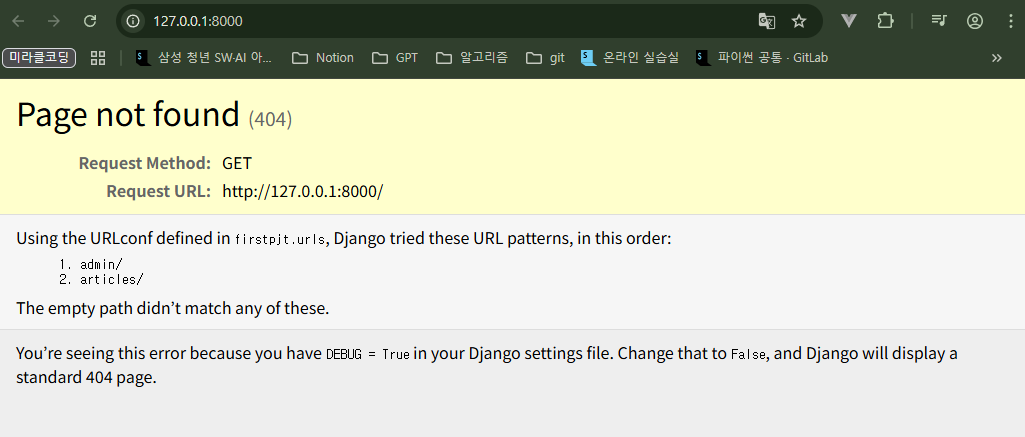 127.0.0.1:8000
미라클코딩 삼성 청년 SW·AI 아... Notion GPT 알고리즘 git 온라인 실습실 파이썬 공통 · GitLab »
Page not found (404)
Request Method: GET
Request URL: http://127.0.0.1:8000/
Using the URLconf defined in firstpjt.urls, Django tried these URL patterns, in this order:
1. admin/
2. articles/
The empty path didn’t match any of these.
You’re seeing this error because you have DEBUG = True in your Django settings file. Change that to False, and Django will display a
standard 404 page.